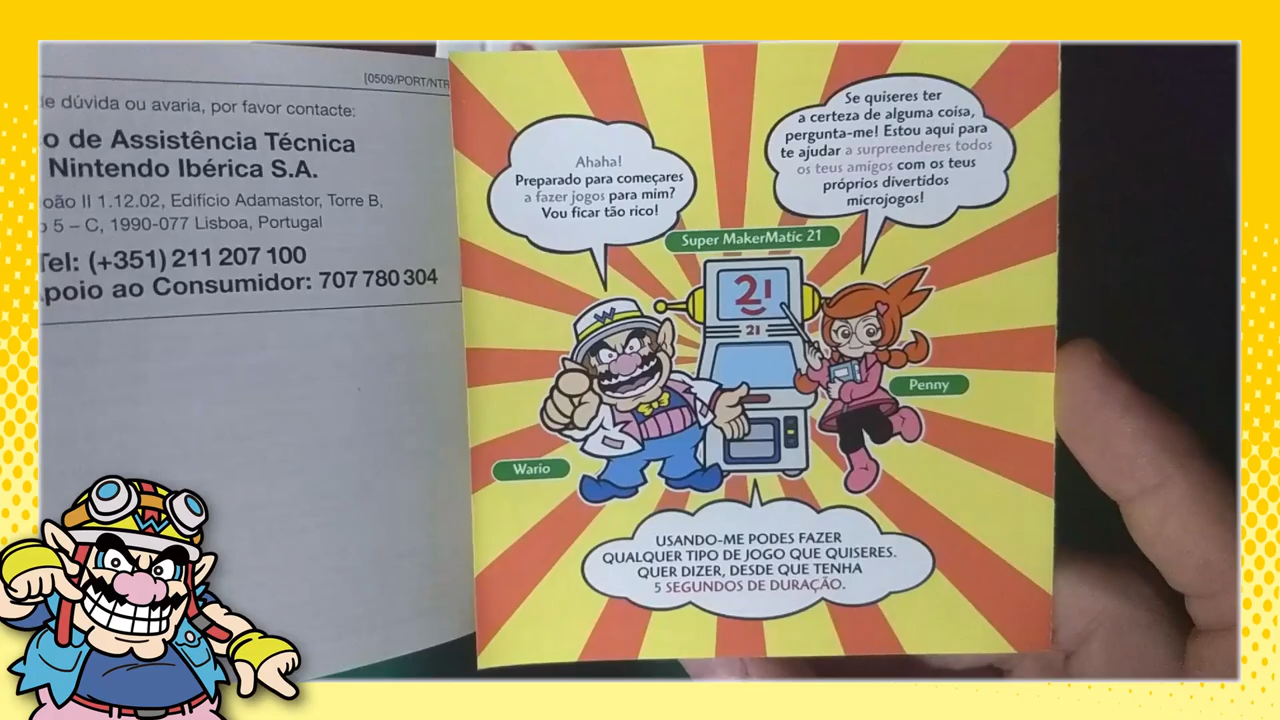 [0509/PORT/NTR
de dúvida ou avaria, por favor contacte:
o de Assistência Técnica
Nintendo Ibérica S.A.
oão II 1.12.02, Edifício Adamastor, Torre B,
5 – C, 1990-077 Lisboa, Portugal
Tel: (+351) 211 207 100
poio ao Consumidor: 707 780 304
Ahaha!
Preparado para começares
a fazer jogos para mim?
Vou ficar tão rico!
Se quiseres ter
a certeza de alguma coisa,
pergunta-me! Estou aqui para
te ajudar a surpreenderes todos
os teus amigos com os teus
próprios divertidos
microjogos!
Super MakerMatic 21
21
21
W
Penny
Wario
USANDO-ME PODES FAZER
QUALQUER TIPO DE JOGO QUE QUISERES.
QUER DIZER, DESDE QUE TENHA
5 SEGUNDOS DE DURAÇÃO.
W